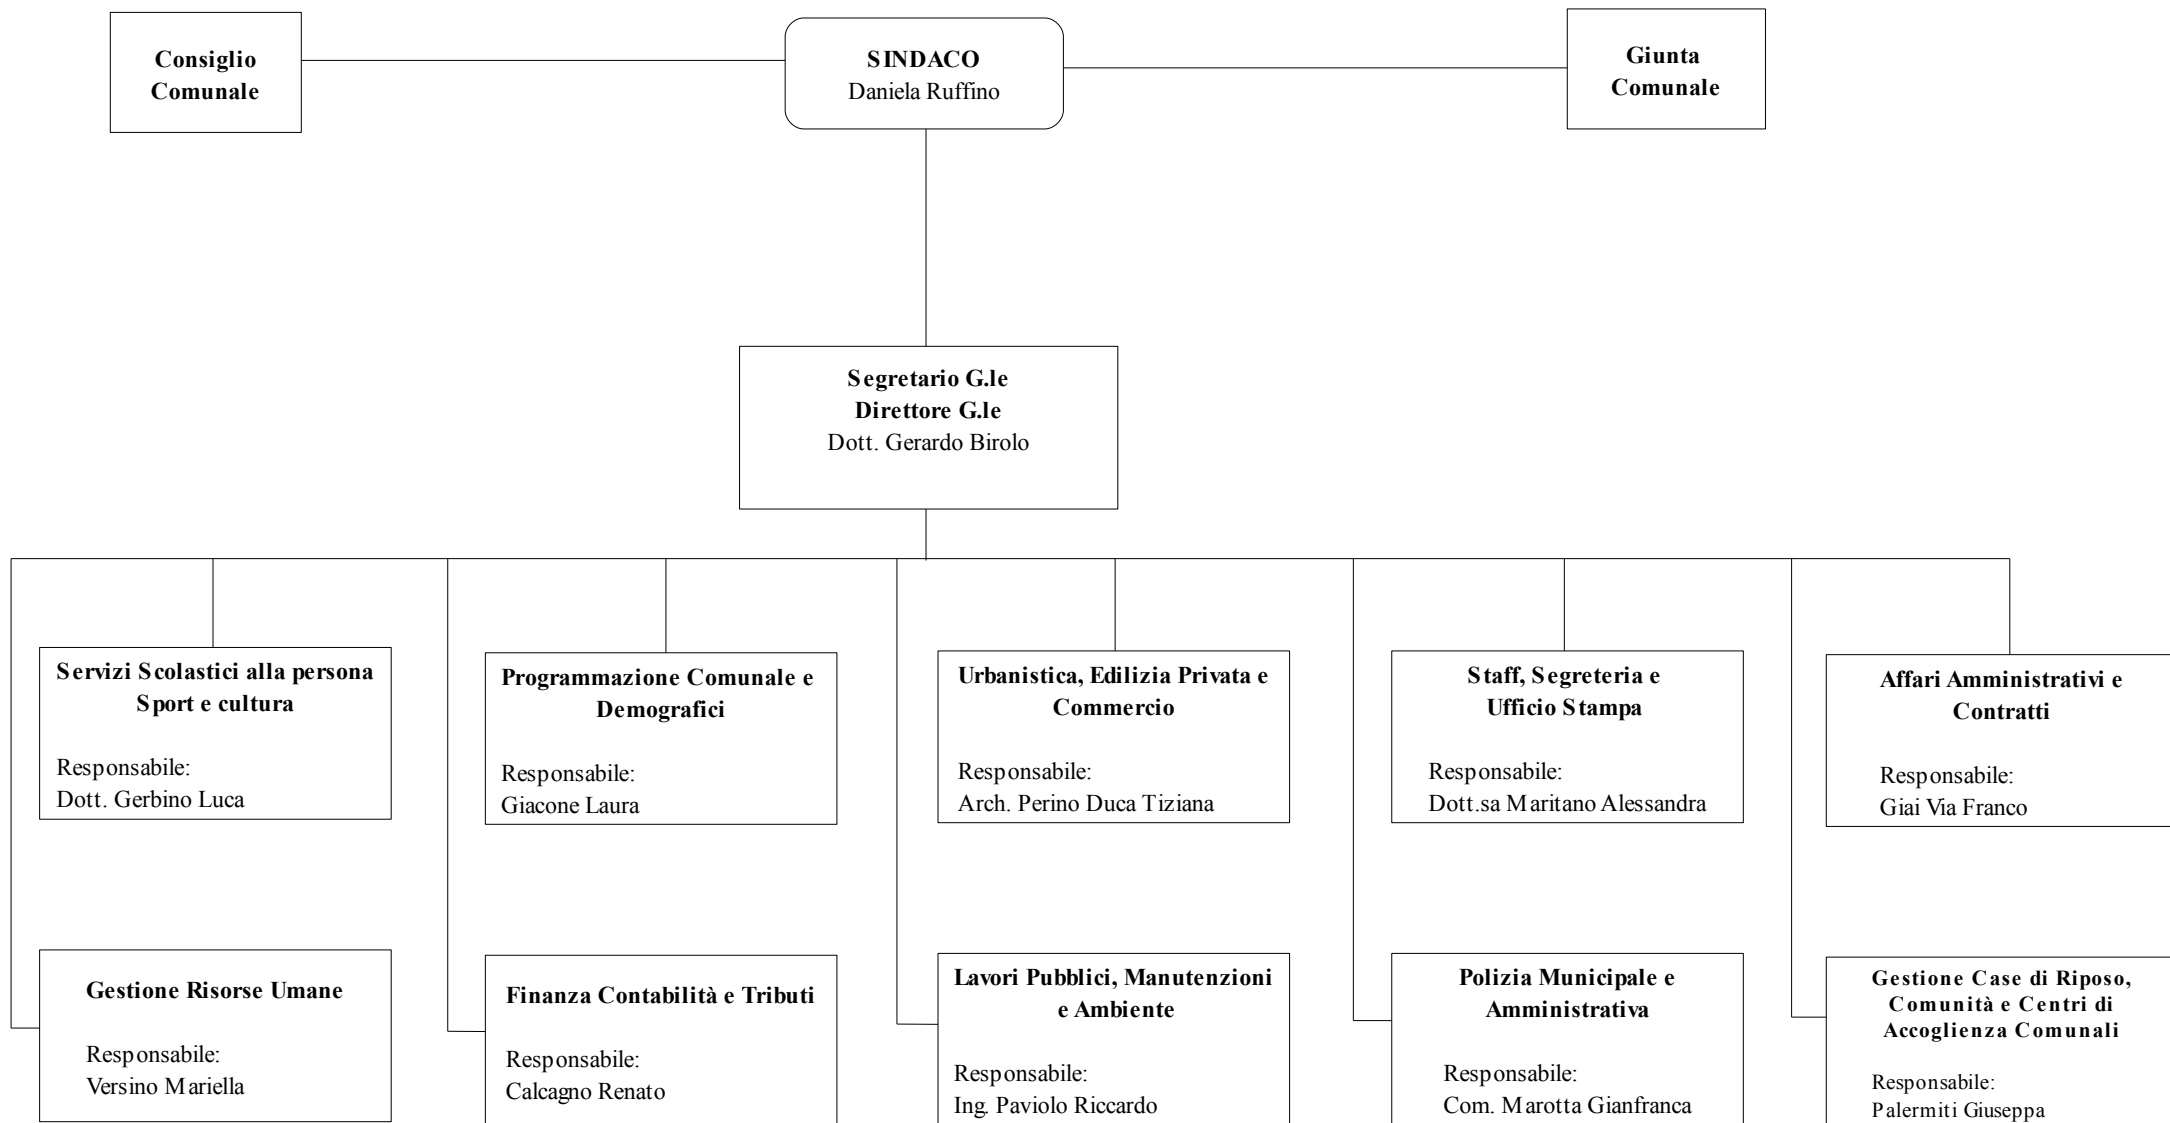 Consiglio
Comunale
SINDACO
Daniela Ruffino
Giunta
Comunale
Segretario G.le
Direttore G.le
Dott. Gerardo Birolo
Servizi Scolastici alla persona
Sport e cultura
Responsabile:
Dott. Gerbino Luca
Programmazione Comunale e
Demografici
Responsabile:
Giacone Laura
Urbanistica, Edilizia Privata e
Commercio
Responsabile:
Arch. Perino Duca Tiziana
Staff, Segreteria e
Ufficio Stampa
Responsabile:
Dott.sa Maritano Alessandra
Affari Amministrativi e
Contratti
Responsabile:
Giai Via Franco
Gestione Risorse Umane
Responsabile:
Versino Mariella
Finanza Contabilità e Tributi
Responsabile:
Calcagno Renato
Lavori Pubblici, Manutenzioni
e Ambiente
Responsabile:
Ing. Paviolo Riccardo
Polizia Municipale e
Amministrativa
Responsabile:
Com. Marotta Gianfranca
Gestione Case di Riposo,
Comunità e Centri di
Accoglienza Comunali
Responsabile:
Palermiti Giuseppa